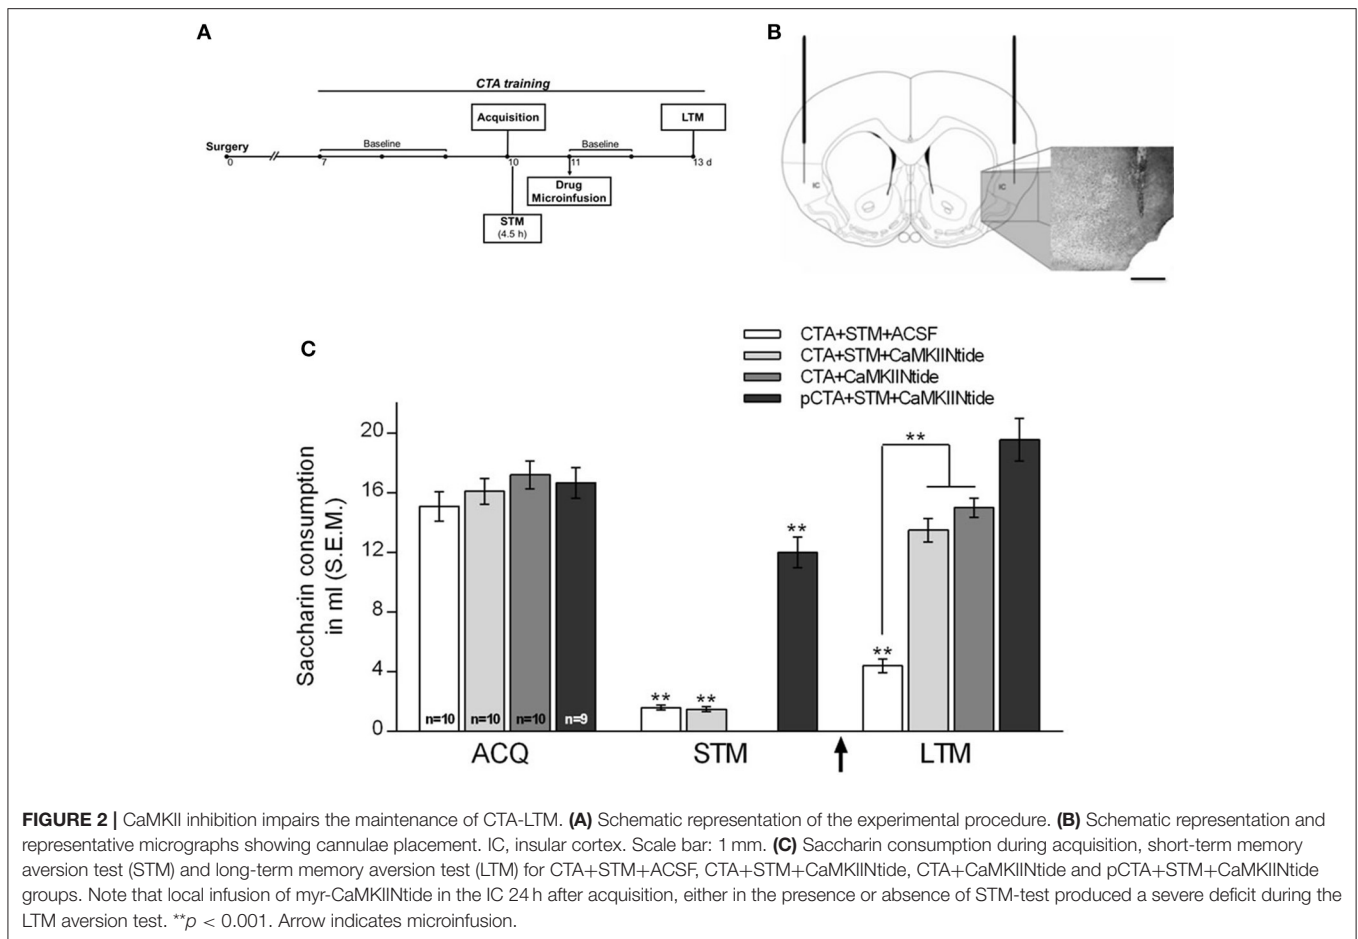 A
CTA training
Acquisition
LTM
Surgery
Baseline
Baseline
0
7
10
11
13 d
Drug
Microinfusion
STM
(4.5 h)
B
IC
IC
C
CTA+STM+ACSF
CTA+STM+CaMKIINtide
CTA+CaMKIINtide
pCTA+STM+CaMKIINtide
Saccharin consumption
in ml (S.E.M.)
20
16
12
8
4
0
n=10
n=10
n=10
n=9
**
**
**
**
**
ACQ
STM
LTM
FIGURE 2 | CaMKII inhibition impairs the maintenance of CTA-LTM. (A) Schematic representation of the experimental procedure. (B) Schematic representation and
representative micrographs showing cannulae placement. IC, insular cortex. Scale bar: 1 mm. (C) Saccharin consumption during acquisition, short-term memory
aversion test (STM) and long-term memory aversion test (LTM) for CTA+STM+ACSF, CTA+STM+CaMKIINtide, CTA+CaMKIINtide and pCTA+STM+CaMKIINtide
groups. Note that local infusion of myr-CaMKIINtide in the IC 24 h after acquisition, either in the presence or absence of STM-test produced a severe deficit during the
LTM aversion test. **p < 0.001. Arrow indicates microinfusion.